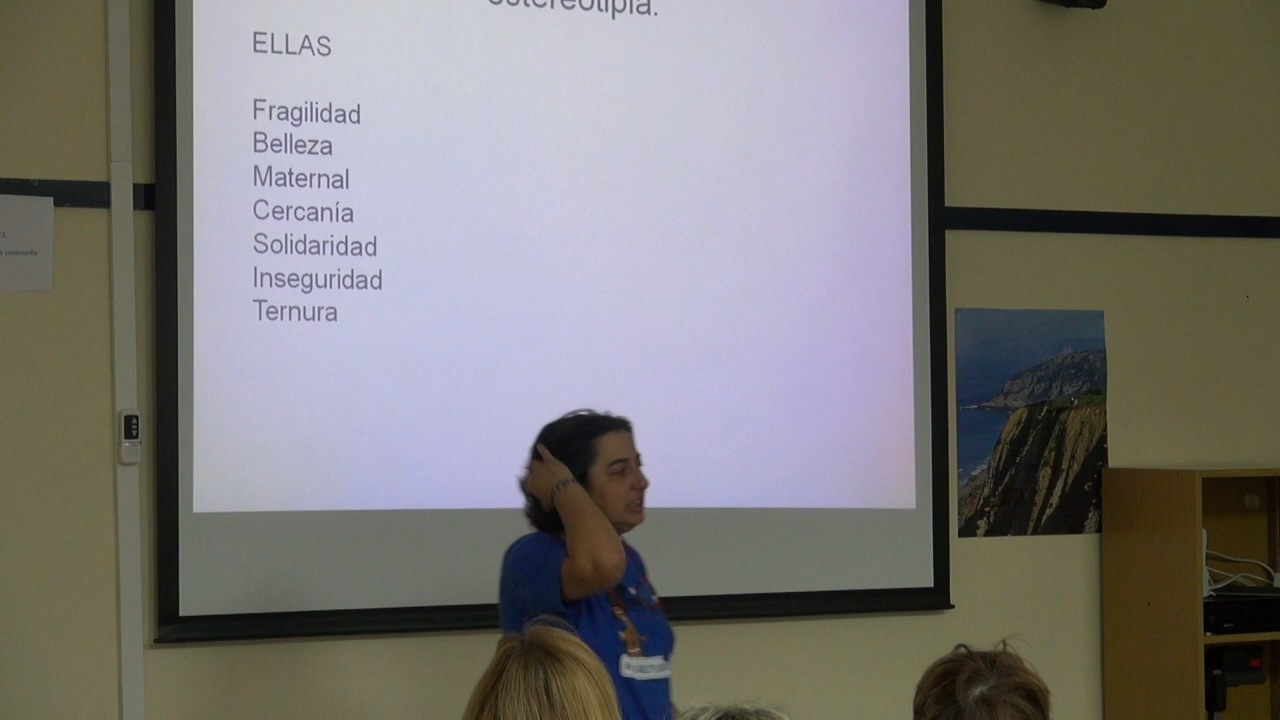 estereotipia.
ELLAS
Fragilidad
Belleza
Maternal
Cercanía
Solidaridad
Inseguridad
Ternura